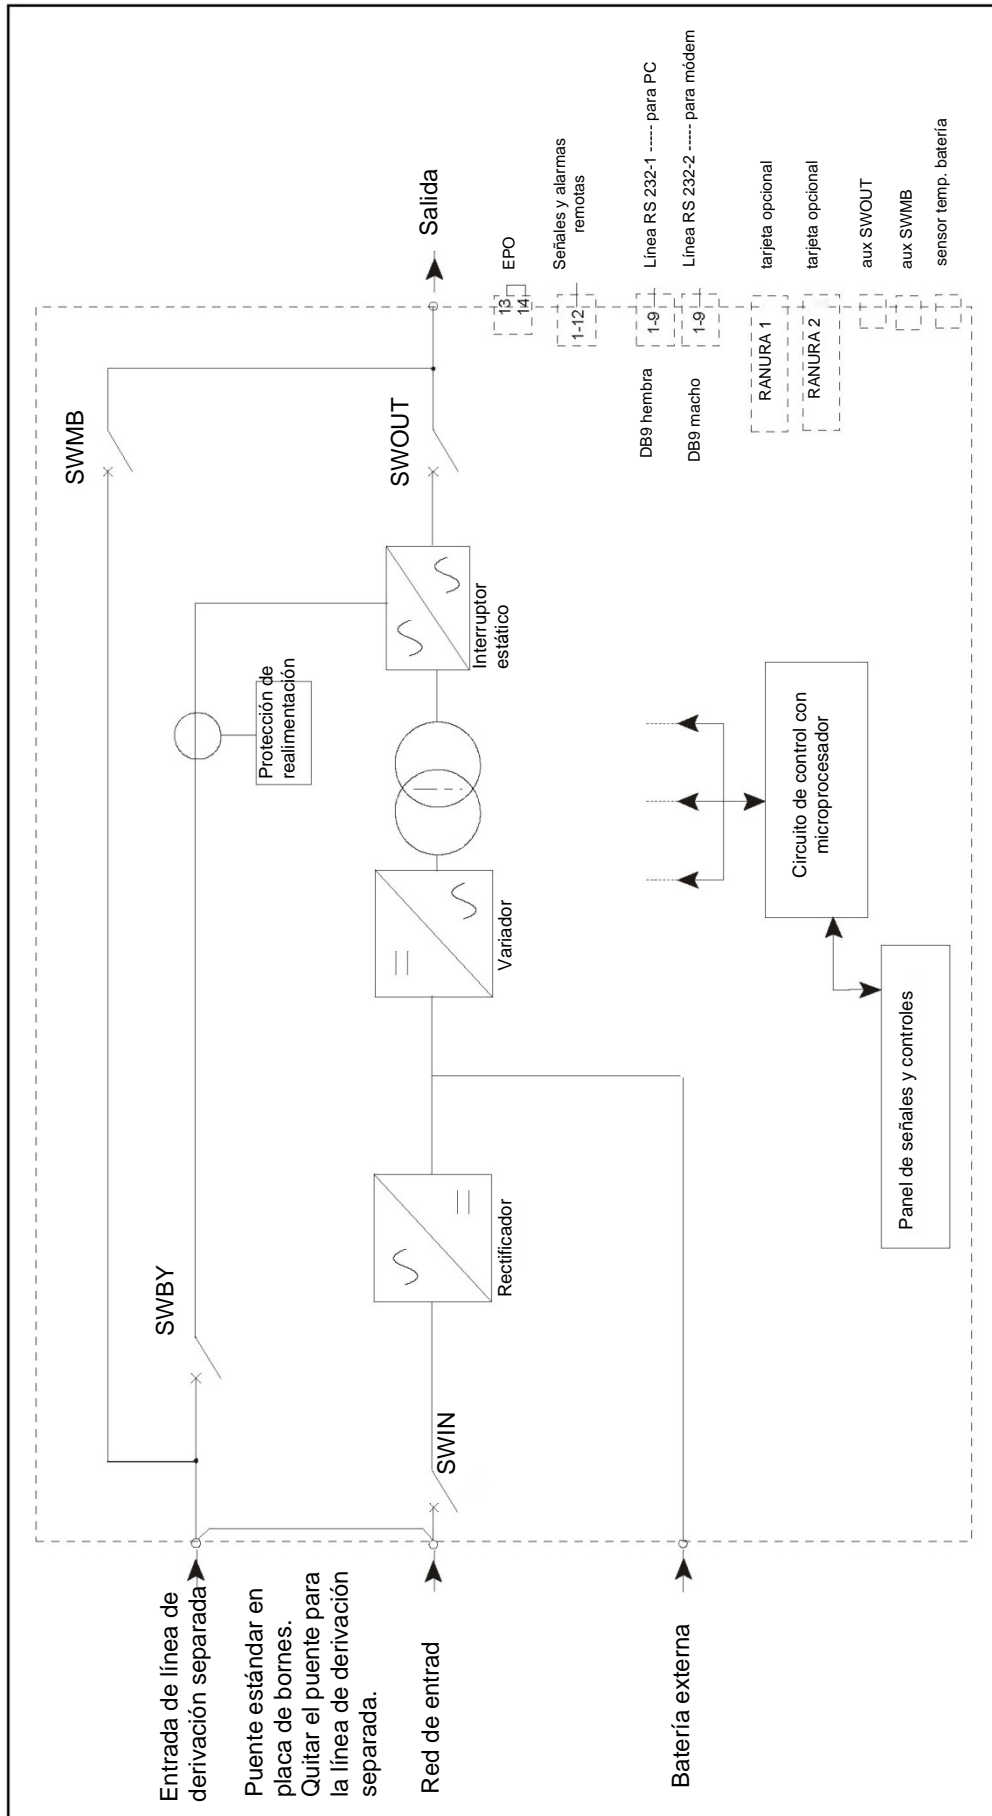 Entrada de línea de
derivación separada
Puente estándar en
placa de bornes.
Quitar el puente para
la línea de derivación
separada.
Red de entrad
Batería externa
SWMB
SWBY
SWIN
SWOUT
Protección de
realimentación
Rectificador
Variador
Interruptor
estático
Salida
13
14
EPO
1-12
Señales y alarmas
remotas
DB9 hembra
1-9
Línea RS 232-1 ----- para PC
DB9 macho
1-9
Línea RS 232-2 ----- para módem
RANURA 1
tarjeta opcional
RANURA 2
tarjeta opcional
aux SWOUT
aux SWMB
sensor temp. batería
Circuito de control con
microprocesador
Panel de señales y controles